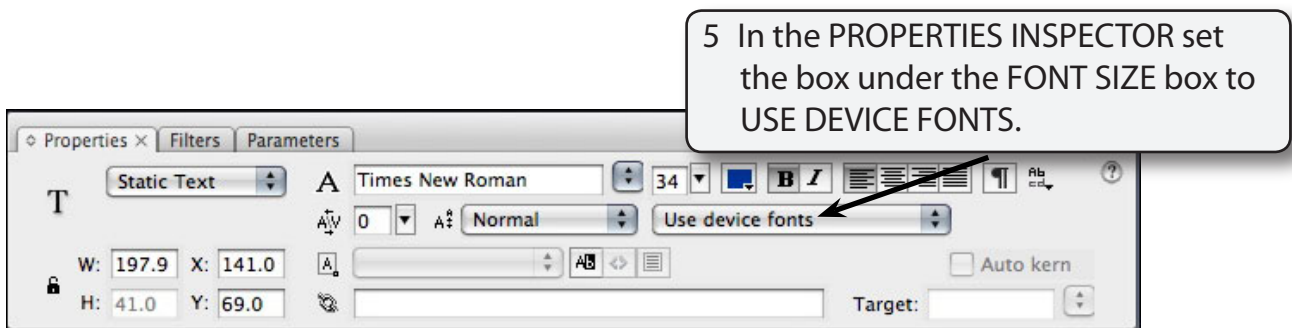 5 In the PROPERTIES INSPECTOR set
the box under the FONT SIZE box to
USE DEVICE FONTS.
Properties × Filters Parameters
T Static Text A Times New Roman 34 B I ¶ Ab ?
AV 0 A Normal Use device fonts
W: 197.9 X: 141.0 A AB <> Auto kern
H: 41.0 Y: 69.0 Target: